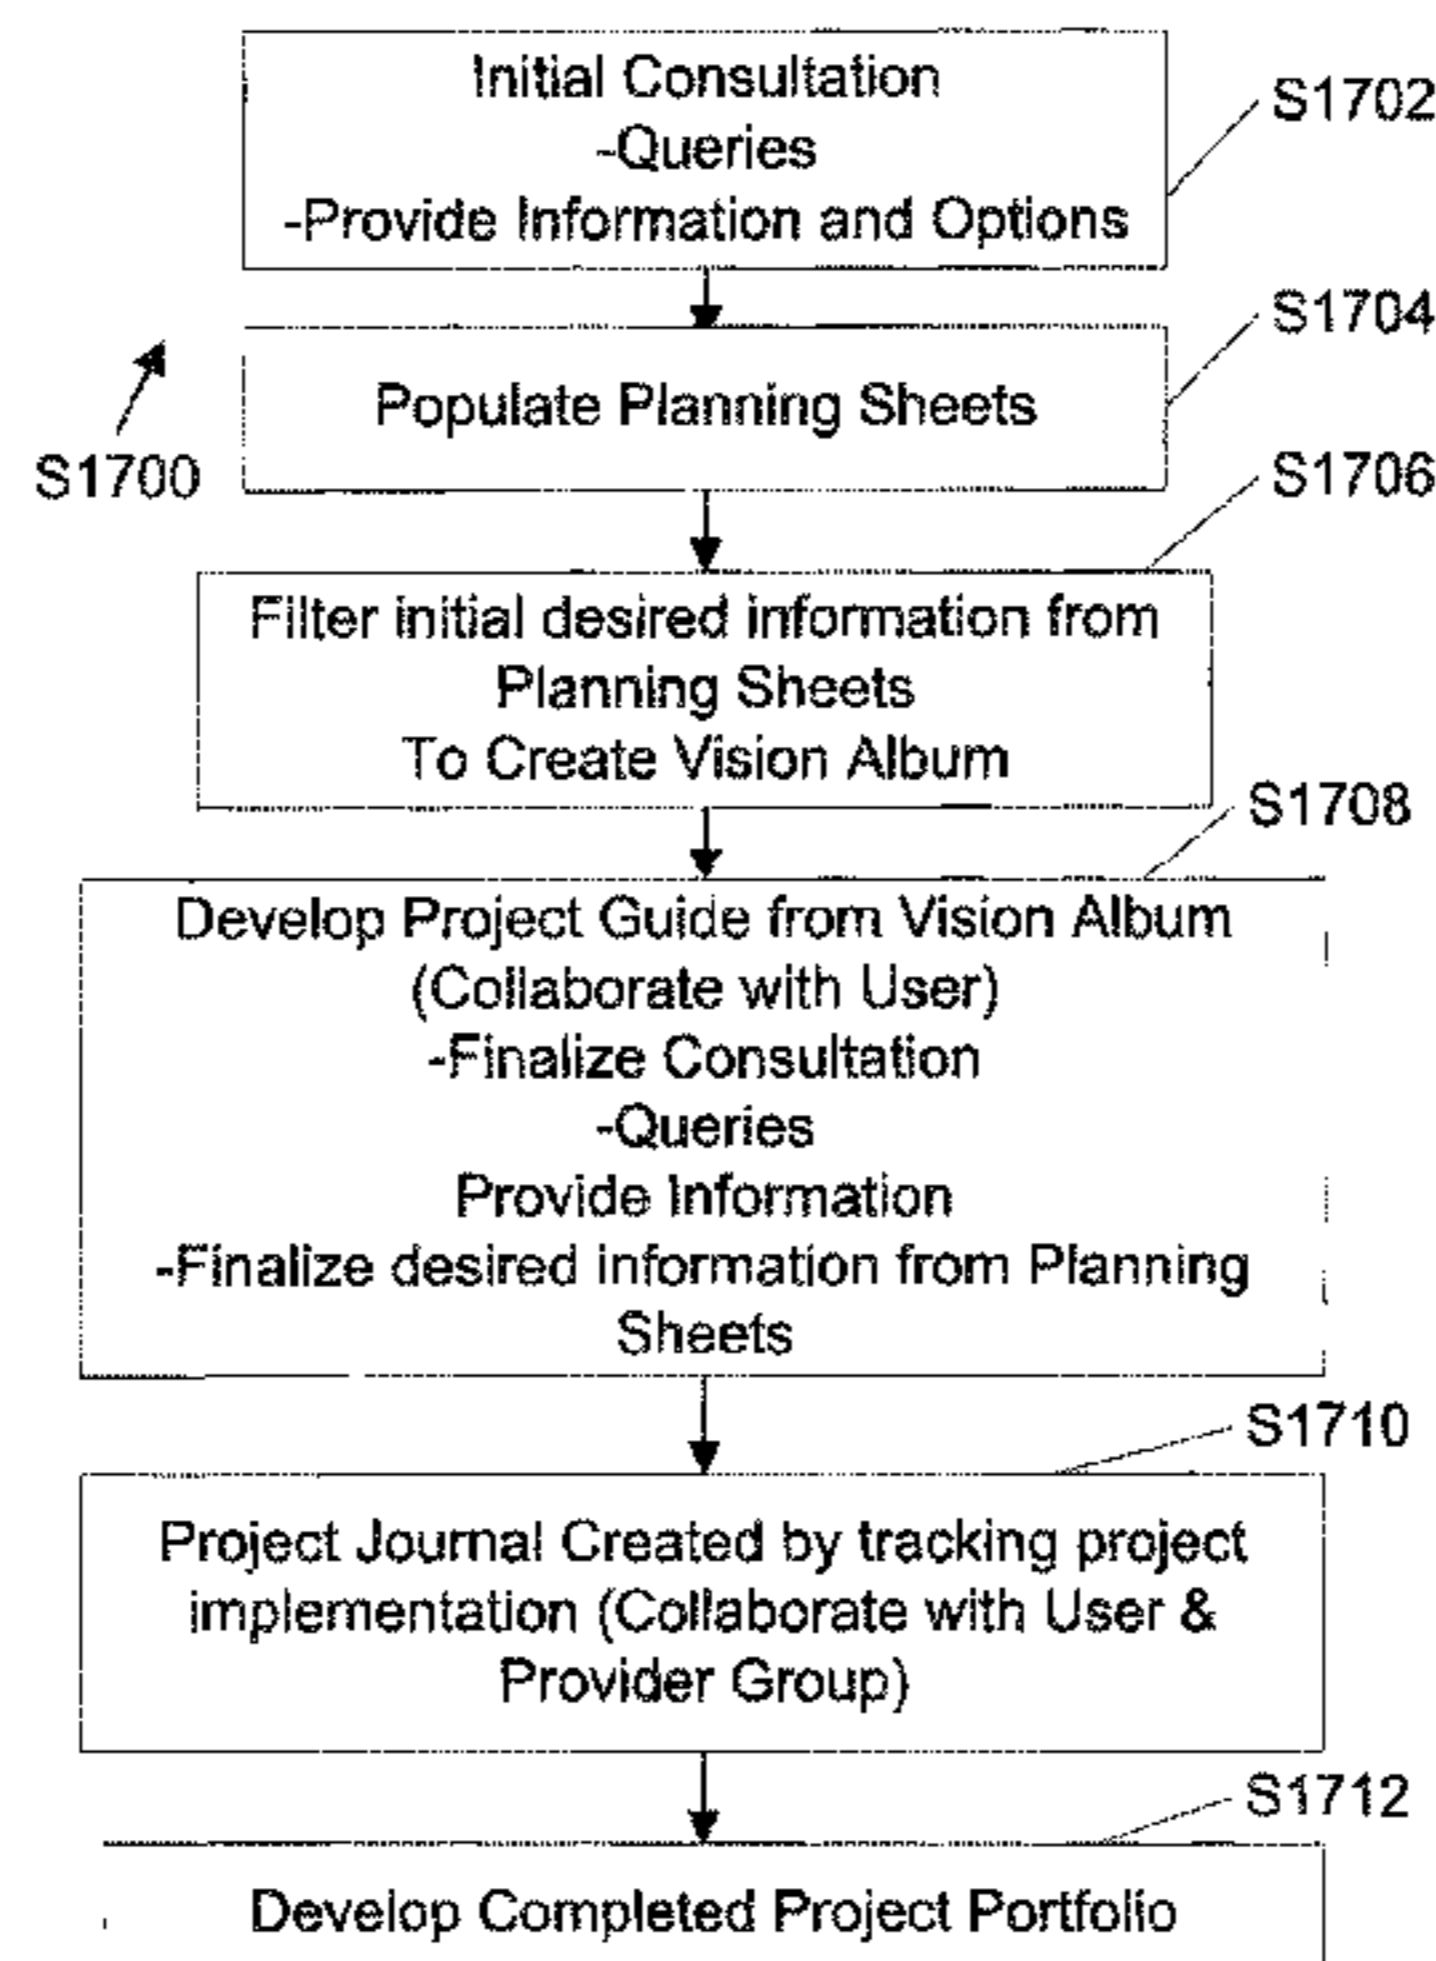 Initial Consultation
-Queries
-Provide Information and Options
S1702
Populate Planning Sheets
S1704
S1700
Filter initial desired information from
Planning Sheets
To Create Vision Album
S1706
Develop Project Guide from Vision Album
(Collaborate with User)
-Finalize Consultation
-Queries
Provide Information
-Finalize desired information from Planning
Sheets
S1708
Project Journal Created by tracking project
implementation (Collaborate with User &
Provider Group)
S1710
Develop Completed Project Portfolio
S1712